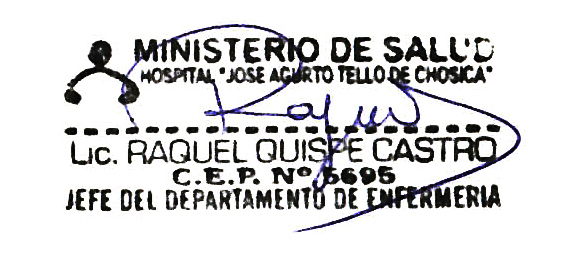 MINISTERIO DE SALUD
HOSPITAL "JOSE AGURTO TELLO DE CHOSICA"
Raquel
Lic. RAQUEL QUISPE CASTRO
C.E.P. Nº 5695
JEFE DEL DEPARTAMENTO DE ENFERMERIA